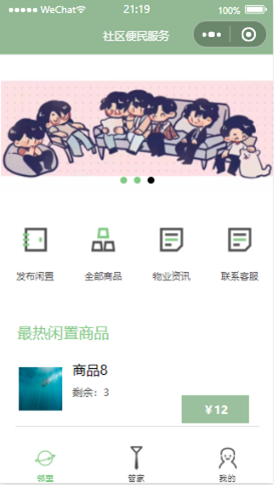 WeChat 21:19 100%
社区便民服务
发布闲置 全部商品 物业资讯 联系客服
最热闲置商品
商品8
剩余：3
¥12
邻里 管家 我的